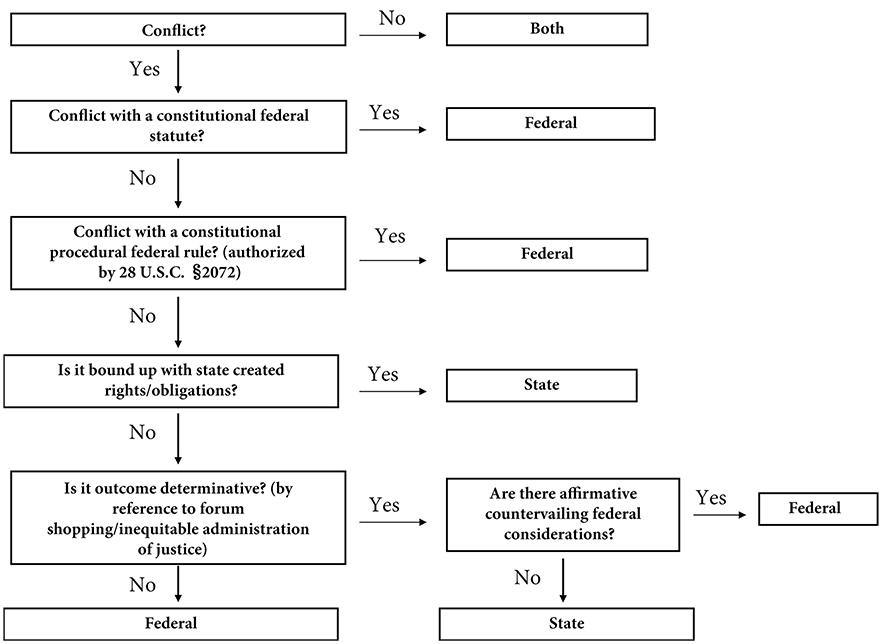 Conflict?
No
Both
Yes
Conflict with a constitutional federal
statute?
Yes
Federal
No
Conflict with a constitutional
procedural federal rule? (authorized
by 28 U.S.C. §2072)
Yes
Federal
No
Is it bound up with state created
rights/obligations?
Yes
State
No
Is it outcome determinative? (by
reference to forum
shopping/inequitable administration
of justice)
Yes
Are there affirmative
countervailing federal
considerations?
Yes
Federal
No
No
Federal
State